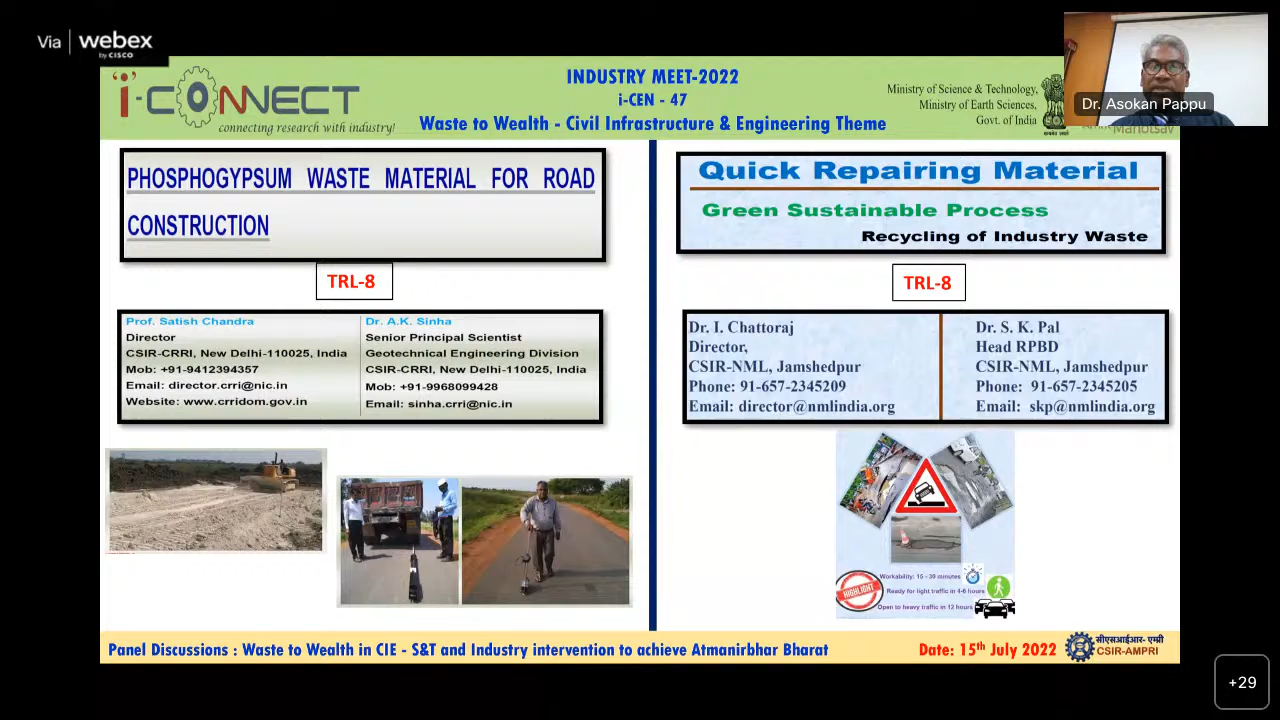 Via webex
by CISCO
i-CONNECT
connecting research with industry!
INDUSTRY MEET-2022
i-CEN - 47
Waste to Wealth - Civil Infrastructure & Engineering Theme
Ministry of Science & Technology,
Ministry of Earth Sciences,
Govt. of India
Dr. Asokan Pappu
Mahotsav
PHOSPHOGYPSUM WASTE MATERIAL FOR ROAD
CONSTRUCTION
TRL-8
Prof. Satish Chandra
Director
CSIR-CRRI, New Delhi-110025, India
Mob: +91-9412394357
Email: director.crri@nic.in
Website: www.crridom.gov.in
Dr. A.K. Sinha
Senior Principal Scientist
Geotechnical Engineering Division
CSIR-CRRI, New Delhi-110025, India
Mob: +91-9968099428
Email: sinha.crri@nic.in
Quick Repairing Material
Green Sustainable Process
Recycling of Industry Waste
TRL-8
Dr. I. Chattoraj
Director,
CSIR-NML, Jamshedpur
Phone: 91-657-2345209
Email: director@nmlindia.org
Dr. S. K. Pal
Head RPBD
CSIR-NML, Jamshedpur
Phone: 91-657-2345205
Email: skp@nmlindia.org
HIGHLIGHT
Workability: 15 - 30 minutes
Ready for light traffic in 4-6 hours
Open to heavy traffic in 12 hours
Panel Discussions : Waste to Wealth in CIE - S&T and Industry intervention to achieve Atmanirbhar Bharat
Date: 15th July 2022
सीएसआईआर- एम्प्री
CSIR-AMPRI
+29